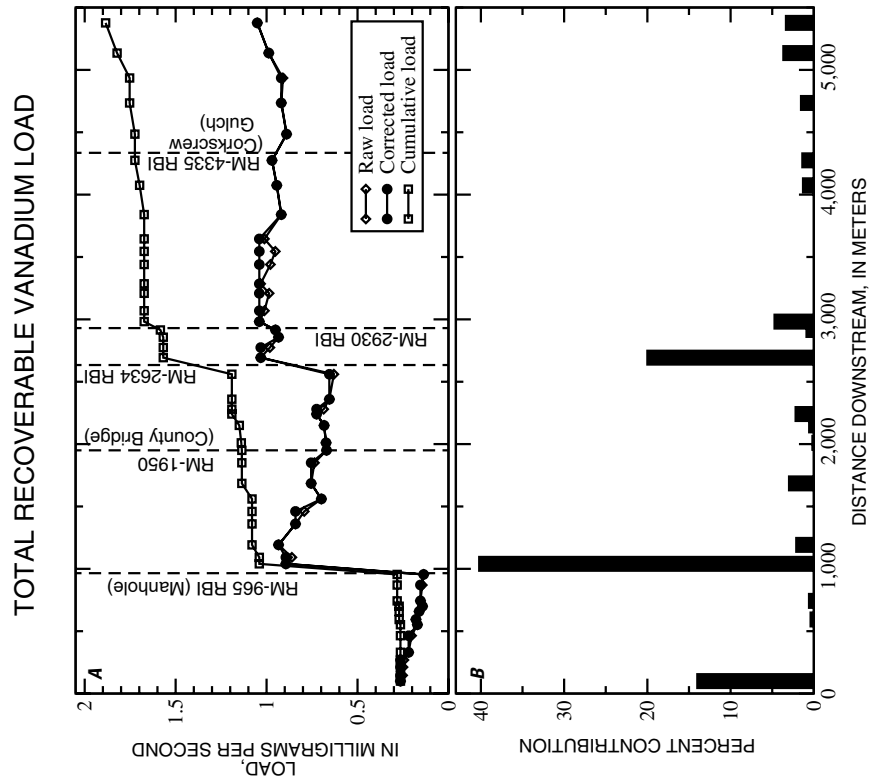 TOTAL RECOVERABLE VANADIUM LOAD
A
LOAD,
IN MILLIGRAMS PER SECOND
2
1.5
1
0.5
0
RM-965 RBI (Manhole)
RM-1950
(County Bridge)
RM-2634 RBI
RM-2930 RBI
RM-4335 RBI
(Corkscrew
Gulch)
Raw load
Corrected load
Cumulative load
B
PERCENT CONTRIBUTION
40
30
20
10
0
0
1,000
2,000
3,000
4,000
5,000
DISTANCE DOWNSTREAM, IN METERS